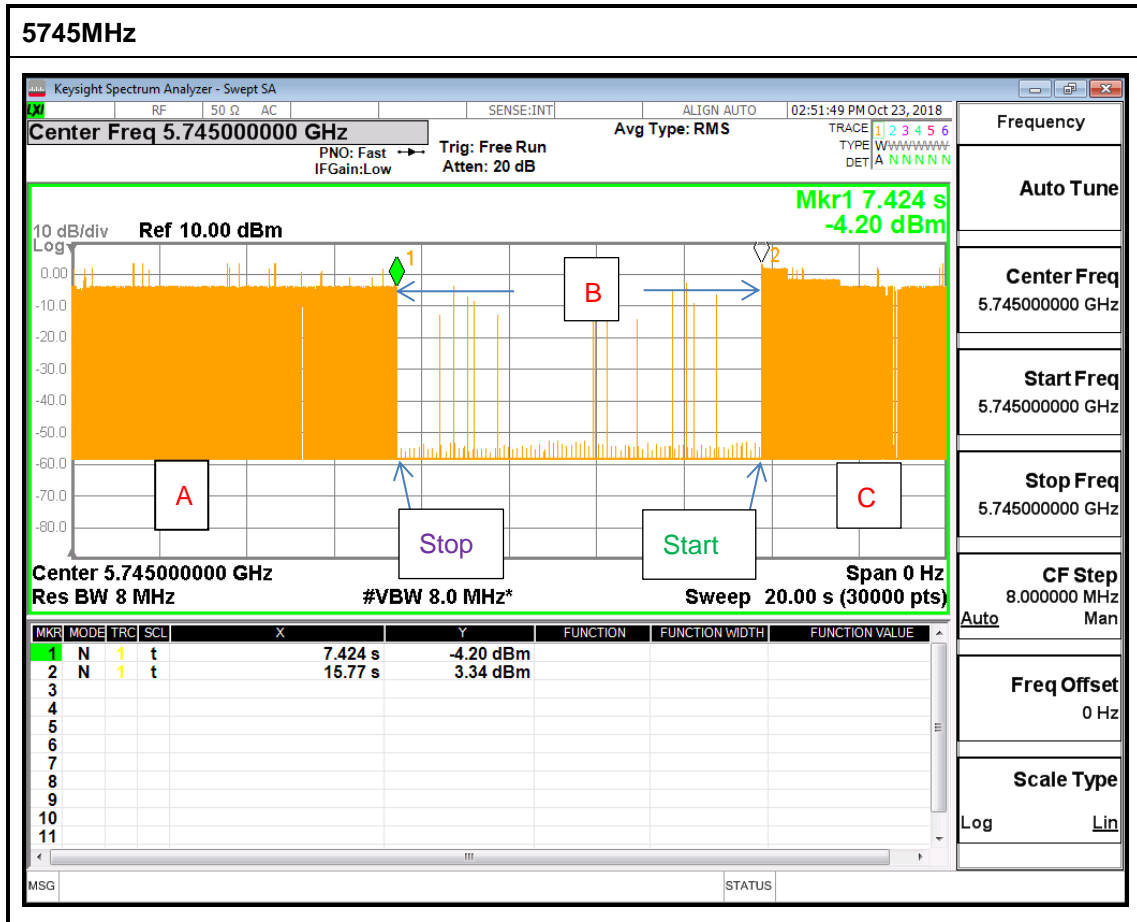 5745MHz
Keysight Spectrum Analyzer - Swept SA
LXI RF 50 Ω AC SENSE:INT ALIGN AUTO 02:51:49 PM Oct 23, 2018
Center Freq 5.745000000 GHz
PNO: Fast
IFGain:Low
Trig: Free Run
Atten: 20 dB
Avg Type: RMS
TRACE 1 2 3 4 5 6
TYPE WWWWWWW
DET A N N N N N
Mkr1 7.424 s
-4.20 dBm
10 dB/div Ref 10.00 dBm
Log
0.00
-10.0
-20.0
-30.0
-40.0
-50.0
-60.0
-70.0
-80.0
1
2
A
B
C
Stop
Start
Center 5.745000000 GHz Span 0 Hz
Res BW 8 MHz #VBW 8.0 MHz* Sweep 20.00 s (30000 pts)
MKR MODE TRC SCL X Y FUNCTION FUNCTION WIDTH FUNCTION VALUE
1 N 1 t 7.424 s -4.20 dBm
2 N 1 t 15.77 s 3.34 dBm
3
4
5
6
7
8
9
10
11
MSG STATUS
Frequency
Auto Tune
Center Freq
5.745000000 GHz
Start Freq
5.745000000 GHz
Stop Freq
5.745000000 GHz
CF Step
8.000000 MHz
Auto Man
Freq Offset
0 Hz
Scale Type
Log Lin